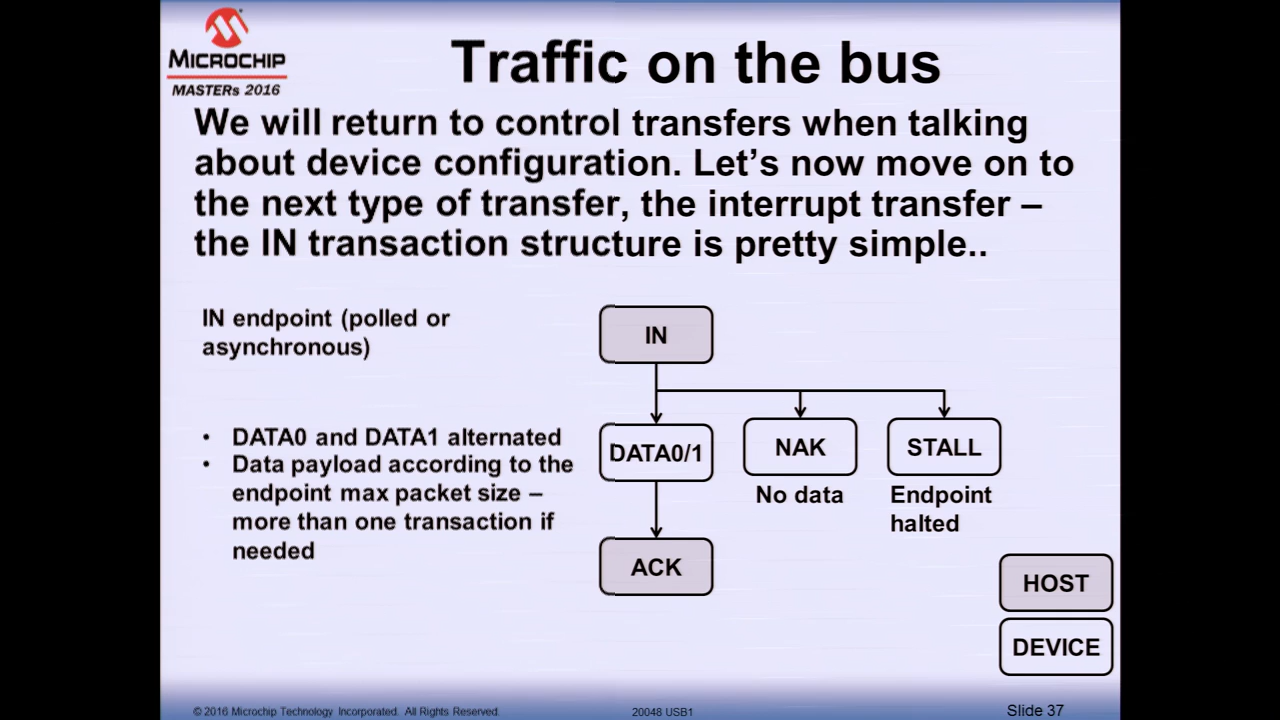 MICROCHIP
MASTERs 2016
Traffic on the bus
We will return to control transfers when talking
about device configuration. Let’s now move on to
the next type of transfer, the interrupt transfer –
the IN transaction structure is pretty simple..
IN endpoint (polled or
asynchronous)
IN
• DATA0 and DATA1 alternated
• Data payload according to the
endpoint max packet size –
more than one transaction if
needed
DATA0/1
NAK
STALL
No data
Endpoint
halted
ACK
HOST
DEVICE
© 2016 Microchip Technology Incorporated. All Rights Reserved.
20048 USB1
Slide 37